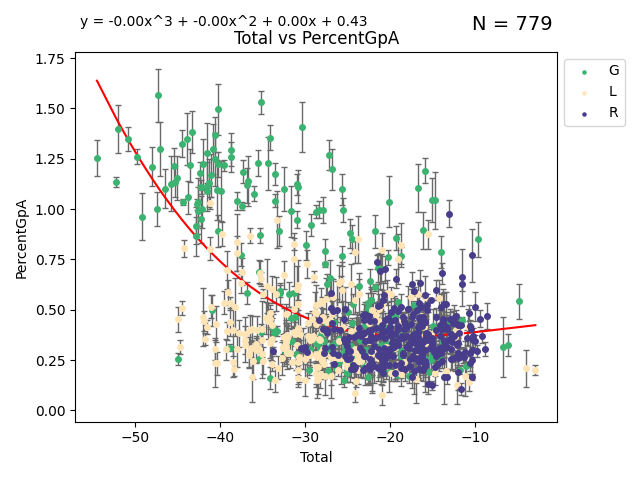 y = -0.00x^3 + -0.00x^2 + 0.00x + 0.43
N = 779
Total vs PercentGpA
1.75
1.50
1.25
1.00
0.75
0.50
0.25
0.00
PercentGpA
−50
−40
−30
−20
−10
Total
G
L
R